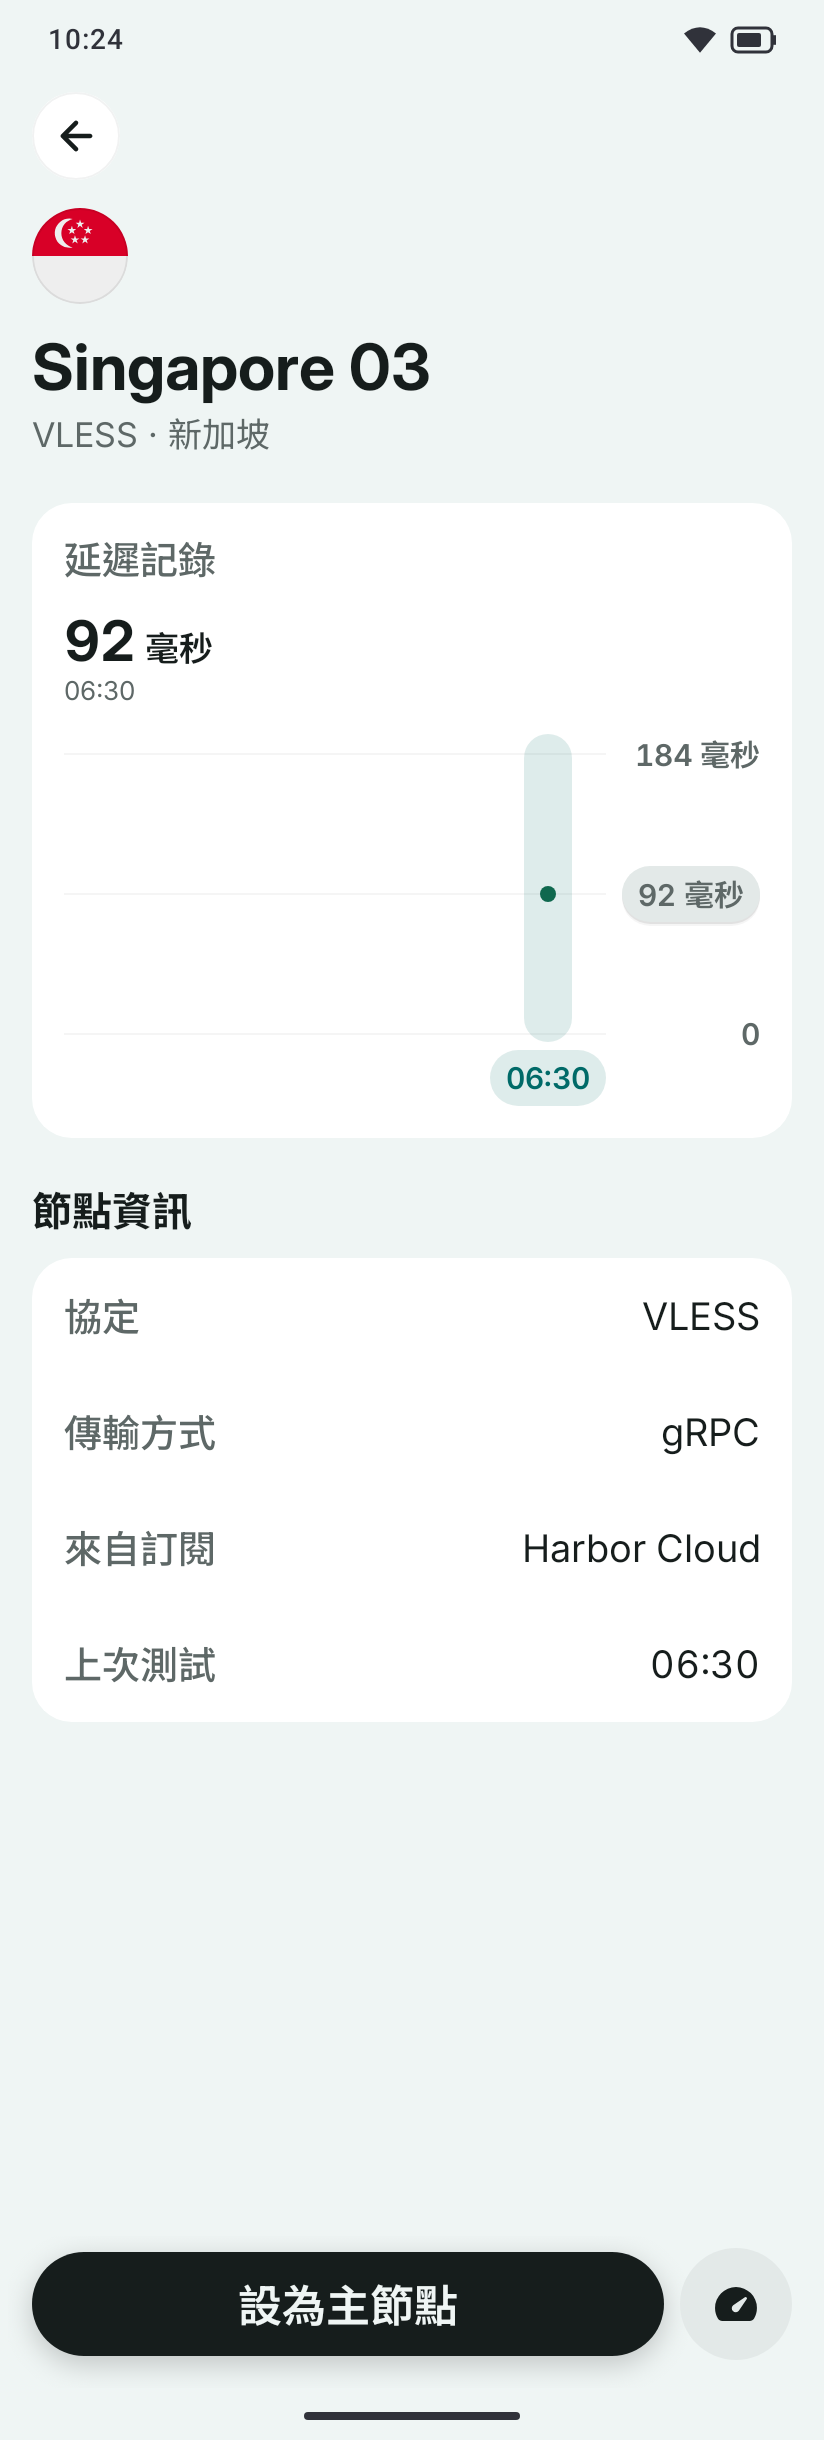 10:24
Singapore 03
VLESS · 新加坡
延遲記錄
92 毫秒
06:30
184 毫秒
92 毫秒
0
06:30
節點資訊
協定 VLESS
傳輸方式 gRPC
來自訂閱 Harbor Cloud
上次測試 06:30
設為主節點